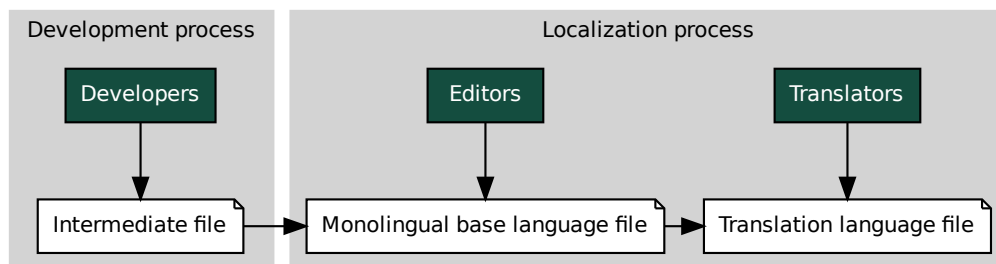 Development process
Localization process
Developers
Editors
Translators
Intermediate file
Monolingual base language file
Translation language file